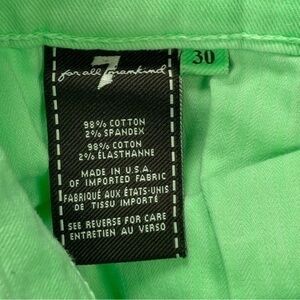 7
for all mankind
30
98% COTTON
2% SPANDEX
98% COTON
2% ÉLASTHANNE
MADE IN U.S.A.
OF IMPORTED FABRIC
FABRIQUÉ AUX ÉTATS-UNIS
DE TISSU IMPORTÉ
SEE REVERSE FOR CARE
ENTRETIEN AU VERSO